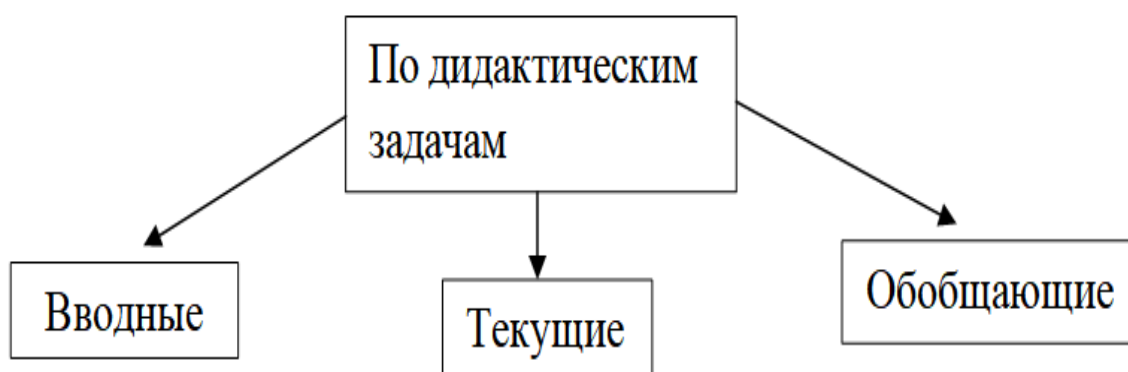 По дидактическим
задачам
Вводные
Текущие
Обобщающие